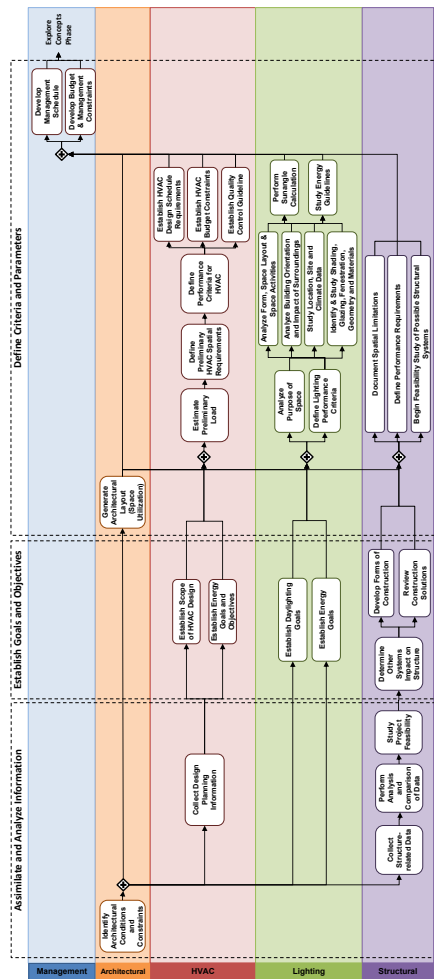 Assimilate and Analyze Information
Establish Goals and Objectives
Define Criteria and Parameters
Management
Develop
Management
Schedule
Develop Budget
& Management
Constraints
Explore
Concepts
Phase
Architectural
Identify
Architectural
Conditions
and
Constraints
Generate
Architectural
Layout
(Space
Utilization)
HVAC
Collect Design
Planning
Information
Establish Scope
of HVAC Design
Establish Energy
Goals and
Objectives
Estimate
Preliminary
Load
Define
Preliminary
HVAC Spatial
Requirements
Define
Performance
Criteria for
HVAC
Establish HVAC
Design Schedule
Requirements
Establish HVAC
Budget Constraints
Establish Quality
Control Guideline
Lighting
Establish Daylighting
Goals
Establish Energy
Goals
Analyze
Purpose of
Space
Define Lighting
Performance
Criteria
Analyze Form, Space Layout &
Space Activities
Analyze Building Orientation
and Impact of Surroundings
Study Location, Site and
Climate Data
Identify & Study Shading,
Glazing, Fenestration,
Geometry and Materials
Perform
Sunangle
Calculation
Study Energy
Guidelines
Structural
Collect
Structure-
related Data
Perform
Analysis
and
Comparison
of Data
Study
Project
Feasibility
Determine
Other
Systems
Impact on
Structure
Develop Forms of
Construction
Review
Construction
Solutions
Document Spatial Limitations
Define Performance Requirements
Begin Feasibility Study of Possible Structural
Systems